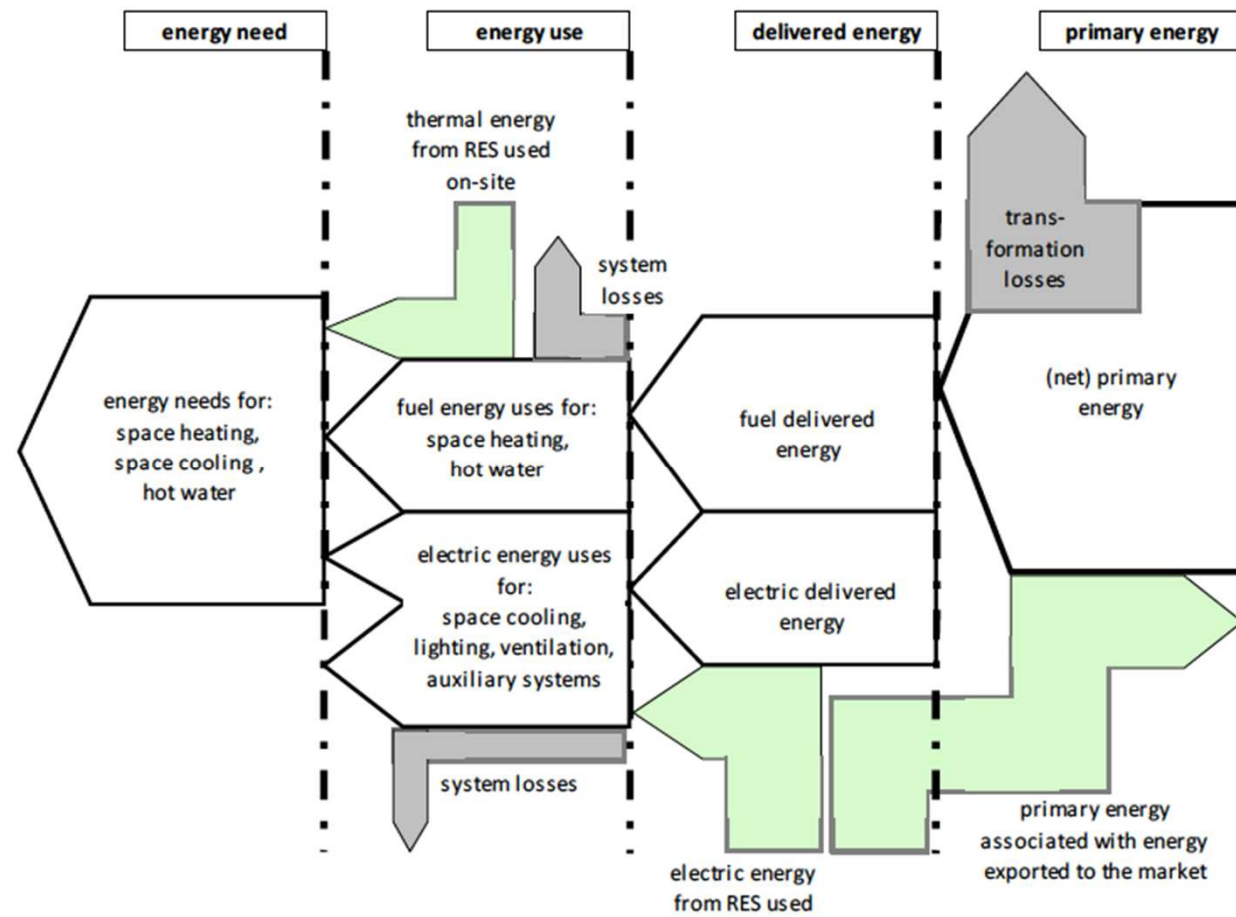 energy need
energy use
delivered energy
primary energy
thermal energy
from RES used
on-site
system
losses
trans-
formation
losses
energy needs for:
space heating,
space cooling ,
hot water
fuel energy uses for:
space heating,
hot water
fuel delivered
energy
(net) primary
energy
electric energy uses
for:
space cooling,
lighting, ventilation,
auxiliary systems
electric delivered
energy
system losses
electric energy
from RES used
primary energy
associated with energy
exported to the market